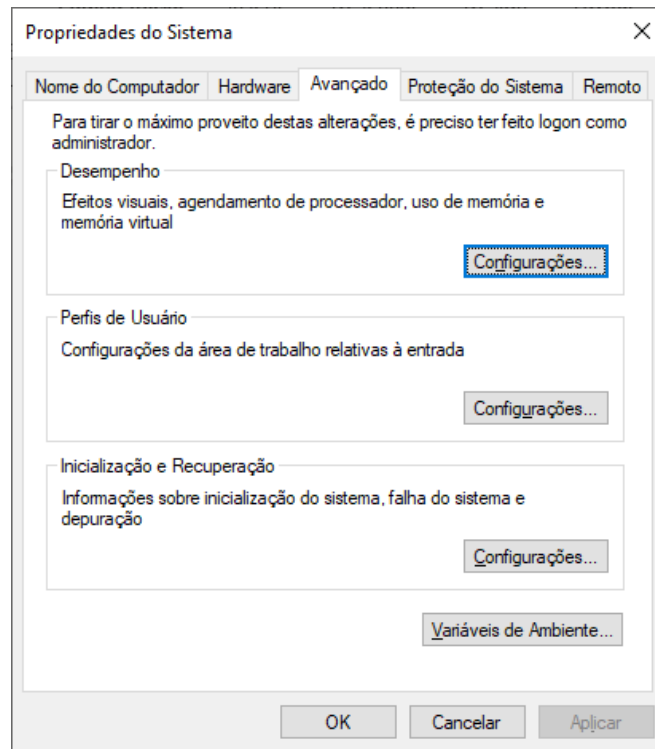 Propriedades do Sistema
Nome do Computador Hardware Avançado Proteção do Sistema Remoto
Para tirar o máximo proveito destas alterações, é preciso ter feito logon como
administrador.
Desempenho
Efeitos visuais, agendamento de processador, uso de memória e
memória virtual
Configurações...
Perfis de Usuário
Configurações da área de trabalho relativas à entrada
Configurações...
Inicialização e Recuperação
Informações sobre inicialização do sistema, falha do sistema e
depuração
Configurações...
Variáveis de Ambiente...
OK Cancelar Aplicar